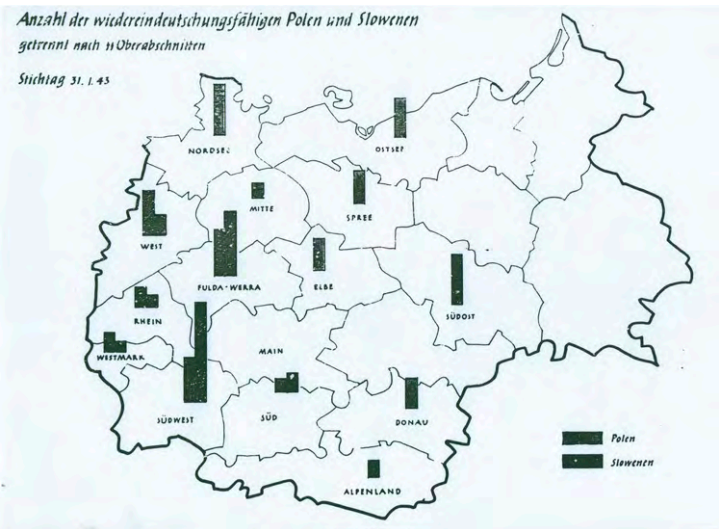 Anzahl der wiedereindeutschungsfähigen Polen und Slowenen
getrennt nach ᛋᛋ Oberabschnitten
Stichtag 31. 1. 43
NORDSEE
OSTSEE
MITTE
SPREE
WEST
FULDA-WERRA
ELBE
RHEIN
SÜDOST
WESTMARK
MAIN
SÜDWEST
SÜD
DONAU
ALPENLAND
Polen
Slowenen